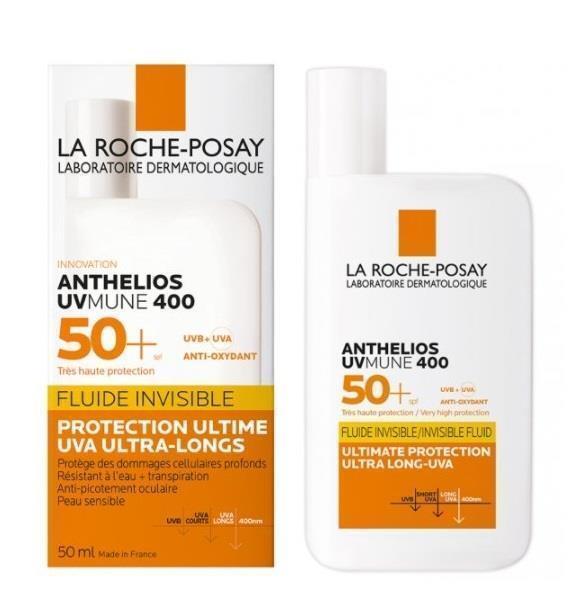 LA ROCHE-POSAY
LABORATOIRE DERMATOLOGIQUE
INNOVATION
ANTHELIOS
UVMUNE 400
50+ spf
UVB + UVA
ANTI-OXYDANT
Très haute protection
FLUIDE INVISIBLE
PROTECTION ULTIME
UVA ULTRA-LONGS
Protège des dommages cellulaires profonds
Résistant à l'eau + transpiration
Anti-picotement oculaire
Peau sensible
UVB UVA COURTS UVA LONGS 400nm
50 ml Made in France
LA ROCHE-POSAY
LABORATOIRE DERMATOLOGIQUE
ANTHELIOS
UVMUNE 400
50+ spf
UVB + UVA
ANTI-OXYDANT
Très haute protection / Very high protection
FLUIDE INVISIBLE/INVISIBLE FLUID
ULTIMATE PROTECTION
ULTRA LONG-UVA
UVB SHORT UVA LONG UVA 400nm